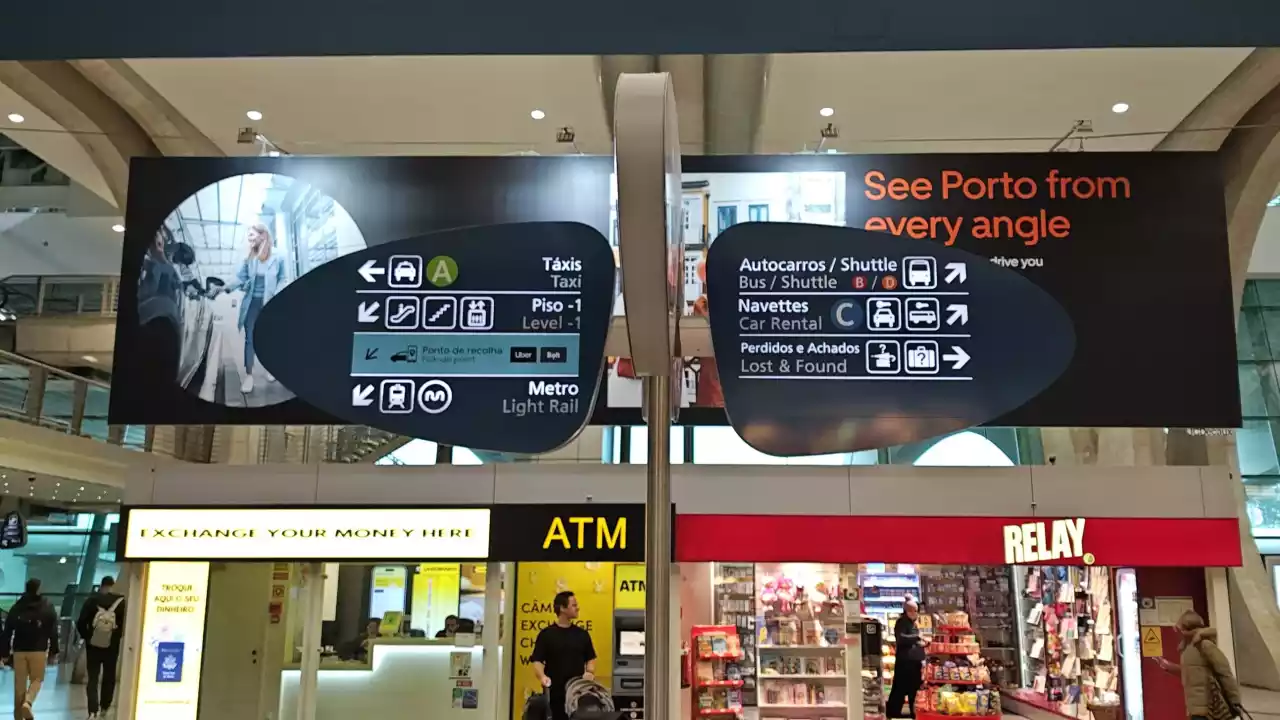 See Porto from
every angle
drive you
A Táxis
Taxi
Piso -1
Level -1
Ponto de recolha
Pick-up point
Uber Bolt
Metro
Light Rail
Autocarros / Shuttle
Bus / Shuttle B / D
Navettes
Car Rental C
Perdidos e Achados
Lost & Found
EXCHANGE YOUR MONEY HERE
ATM
RELAY
TROQUE
AQUI O SEU
DINHEIRO
ATM
EXCHANGE